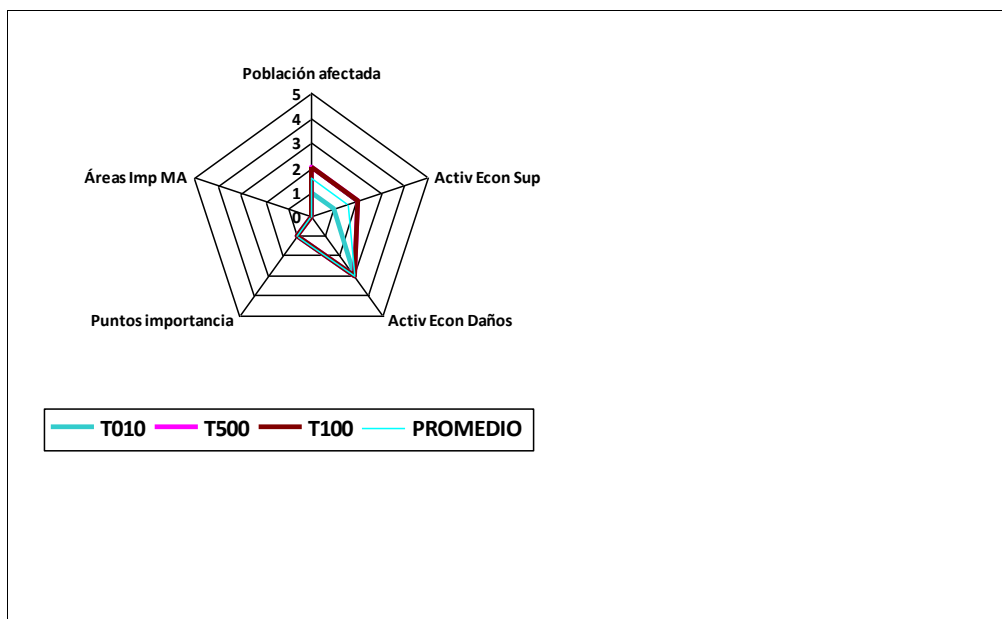 Población afectada
5
4
3
2
1
0
Áreas Imp MA
Activ Econ Sup
Puntos importancia
Activ Econ Daños
T010 T500 T100 PROMEDIO